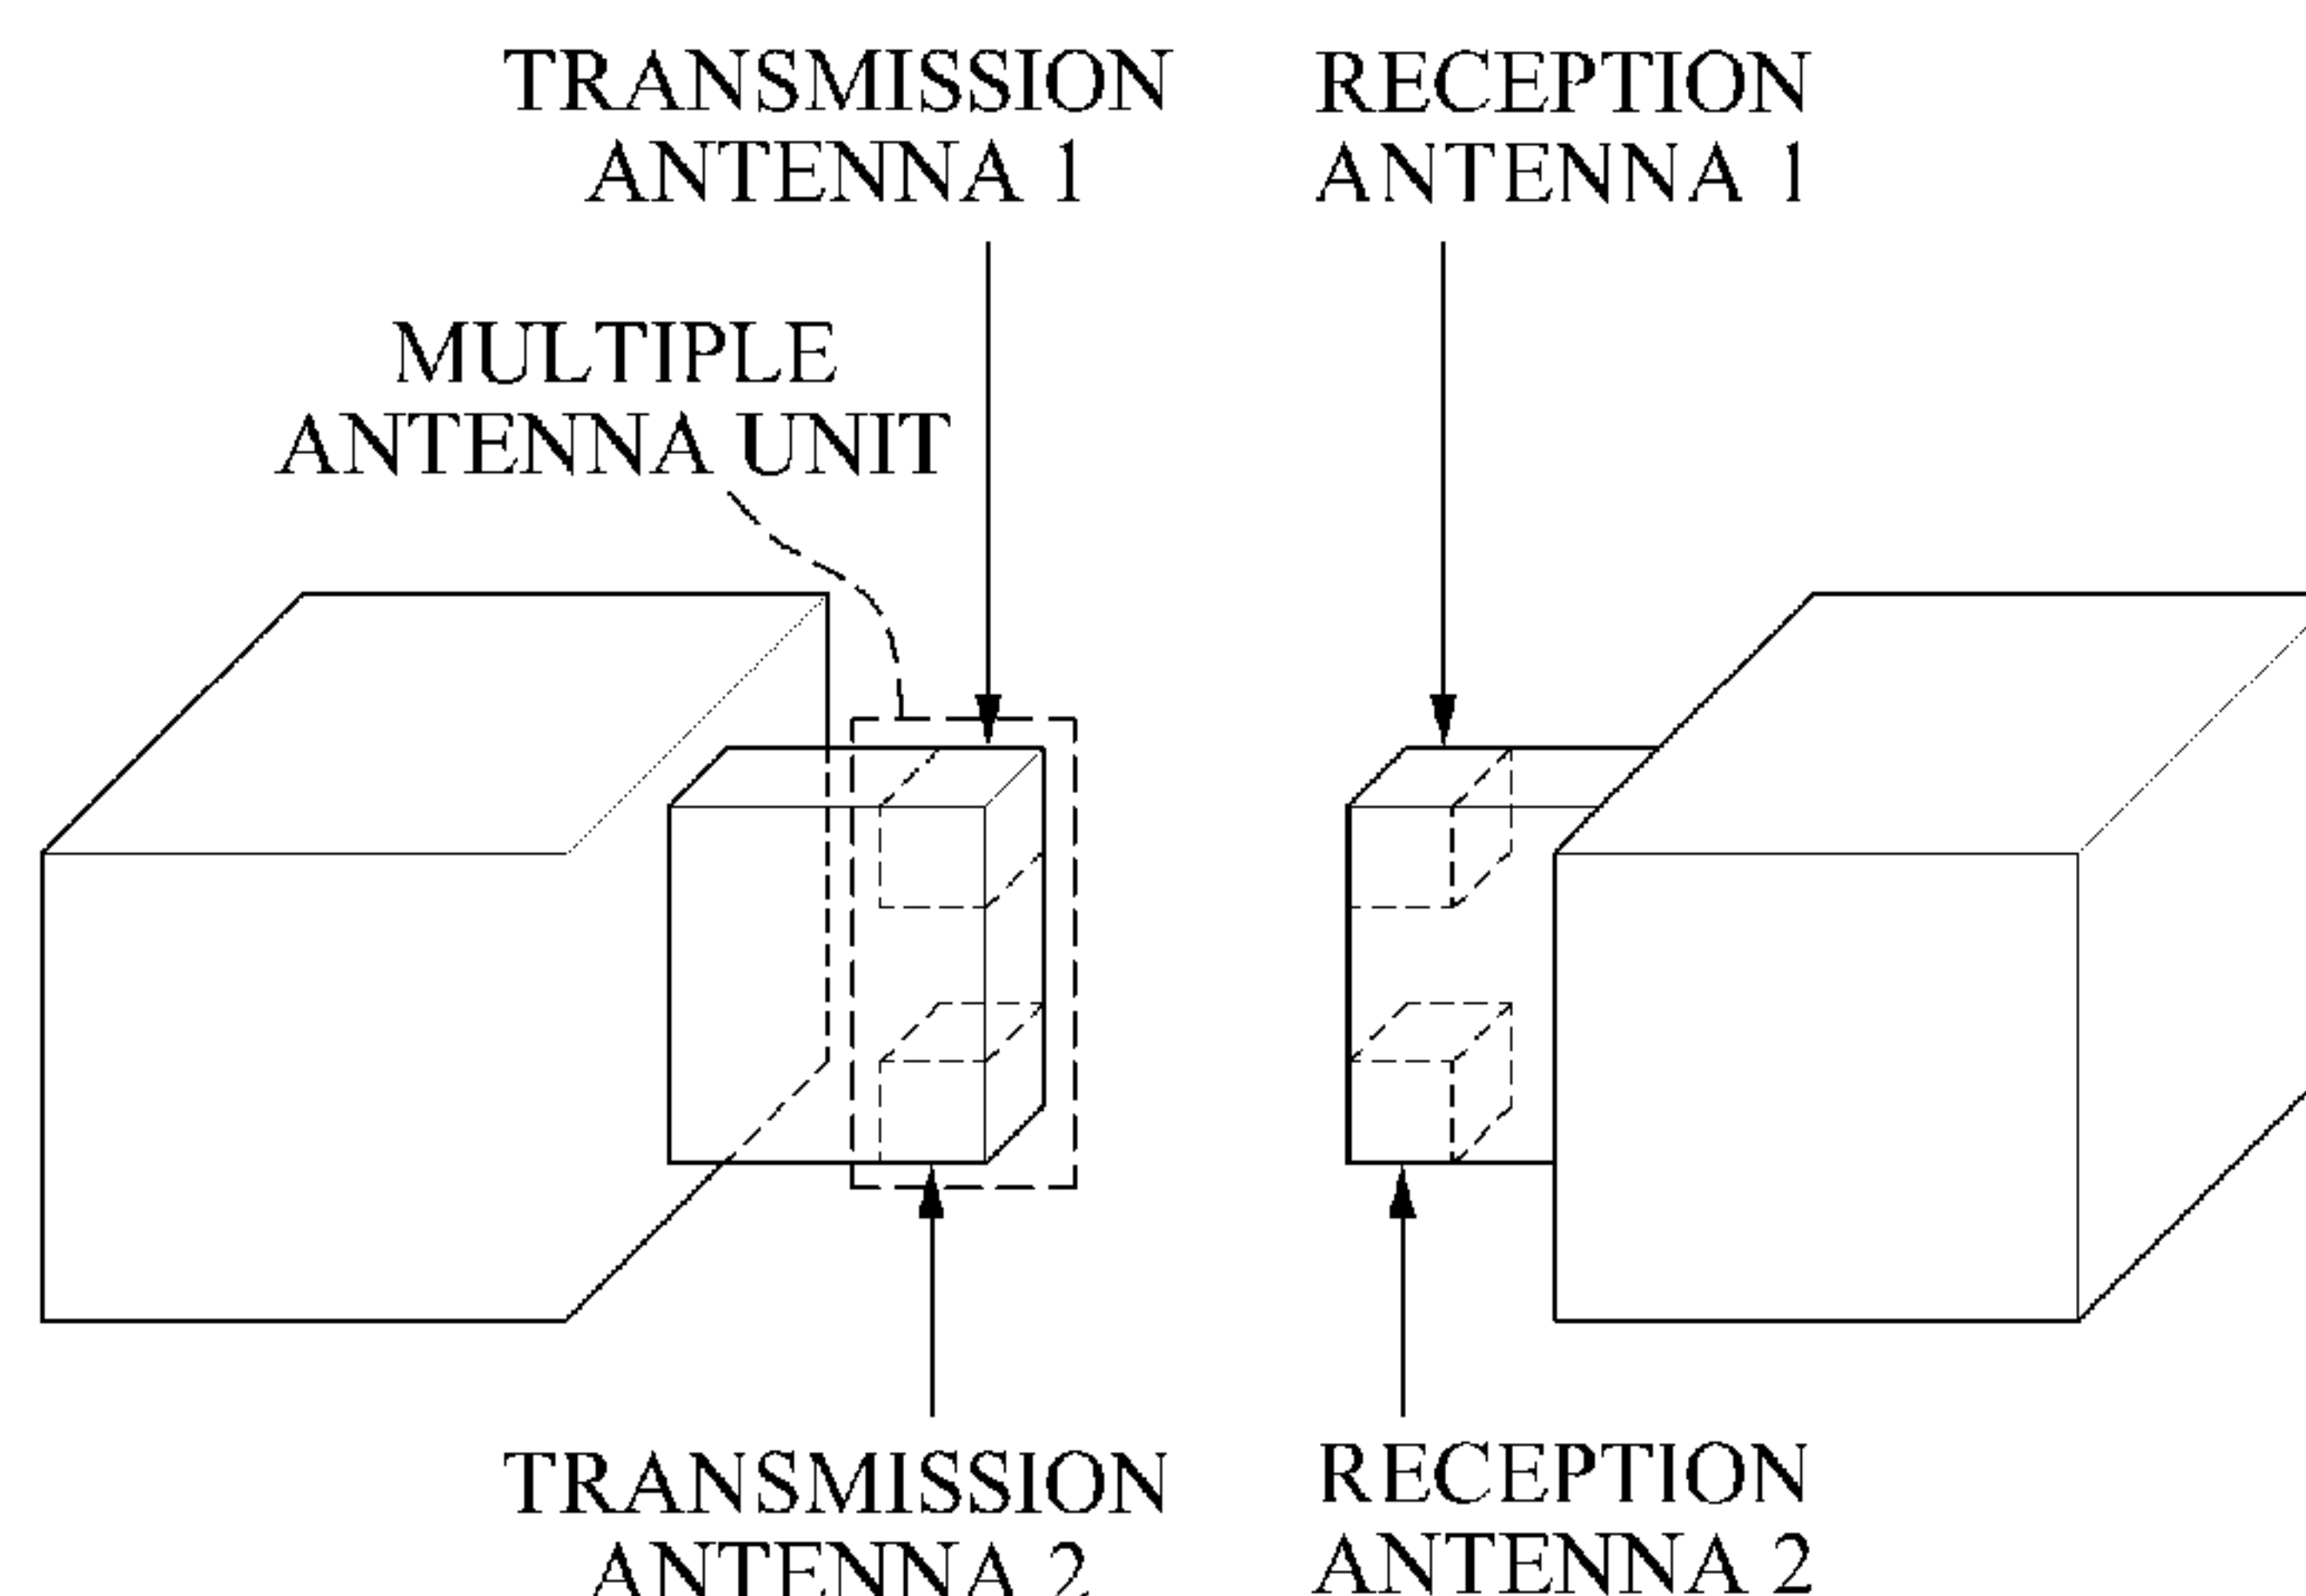 TRANSMISSION
ANTENNA 1
RECEPTION
ANTENNA 1
MULTIPLE
ANTENNA UNIT
TRANSMISSION
ANTENNA 2
RECEPTION
ANTENNA 2